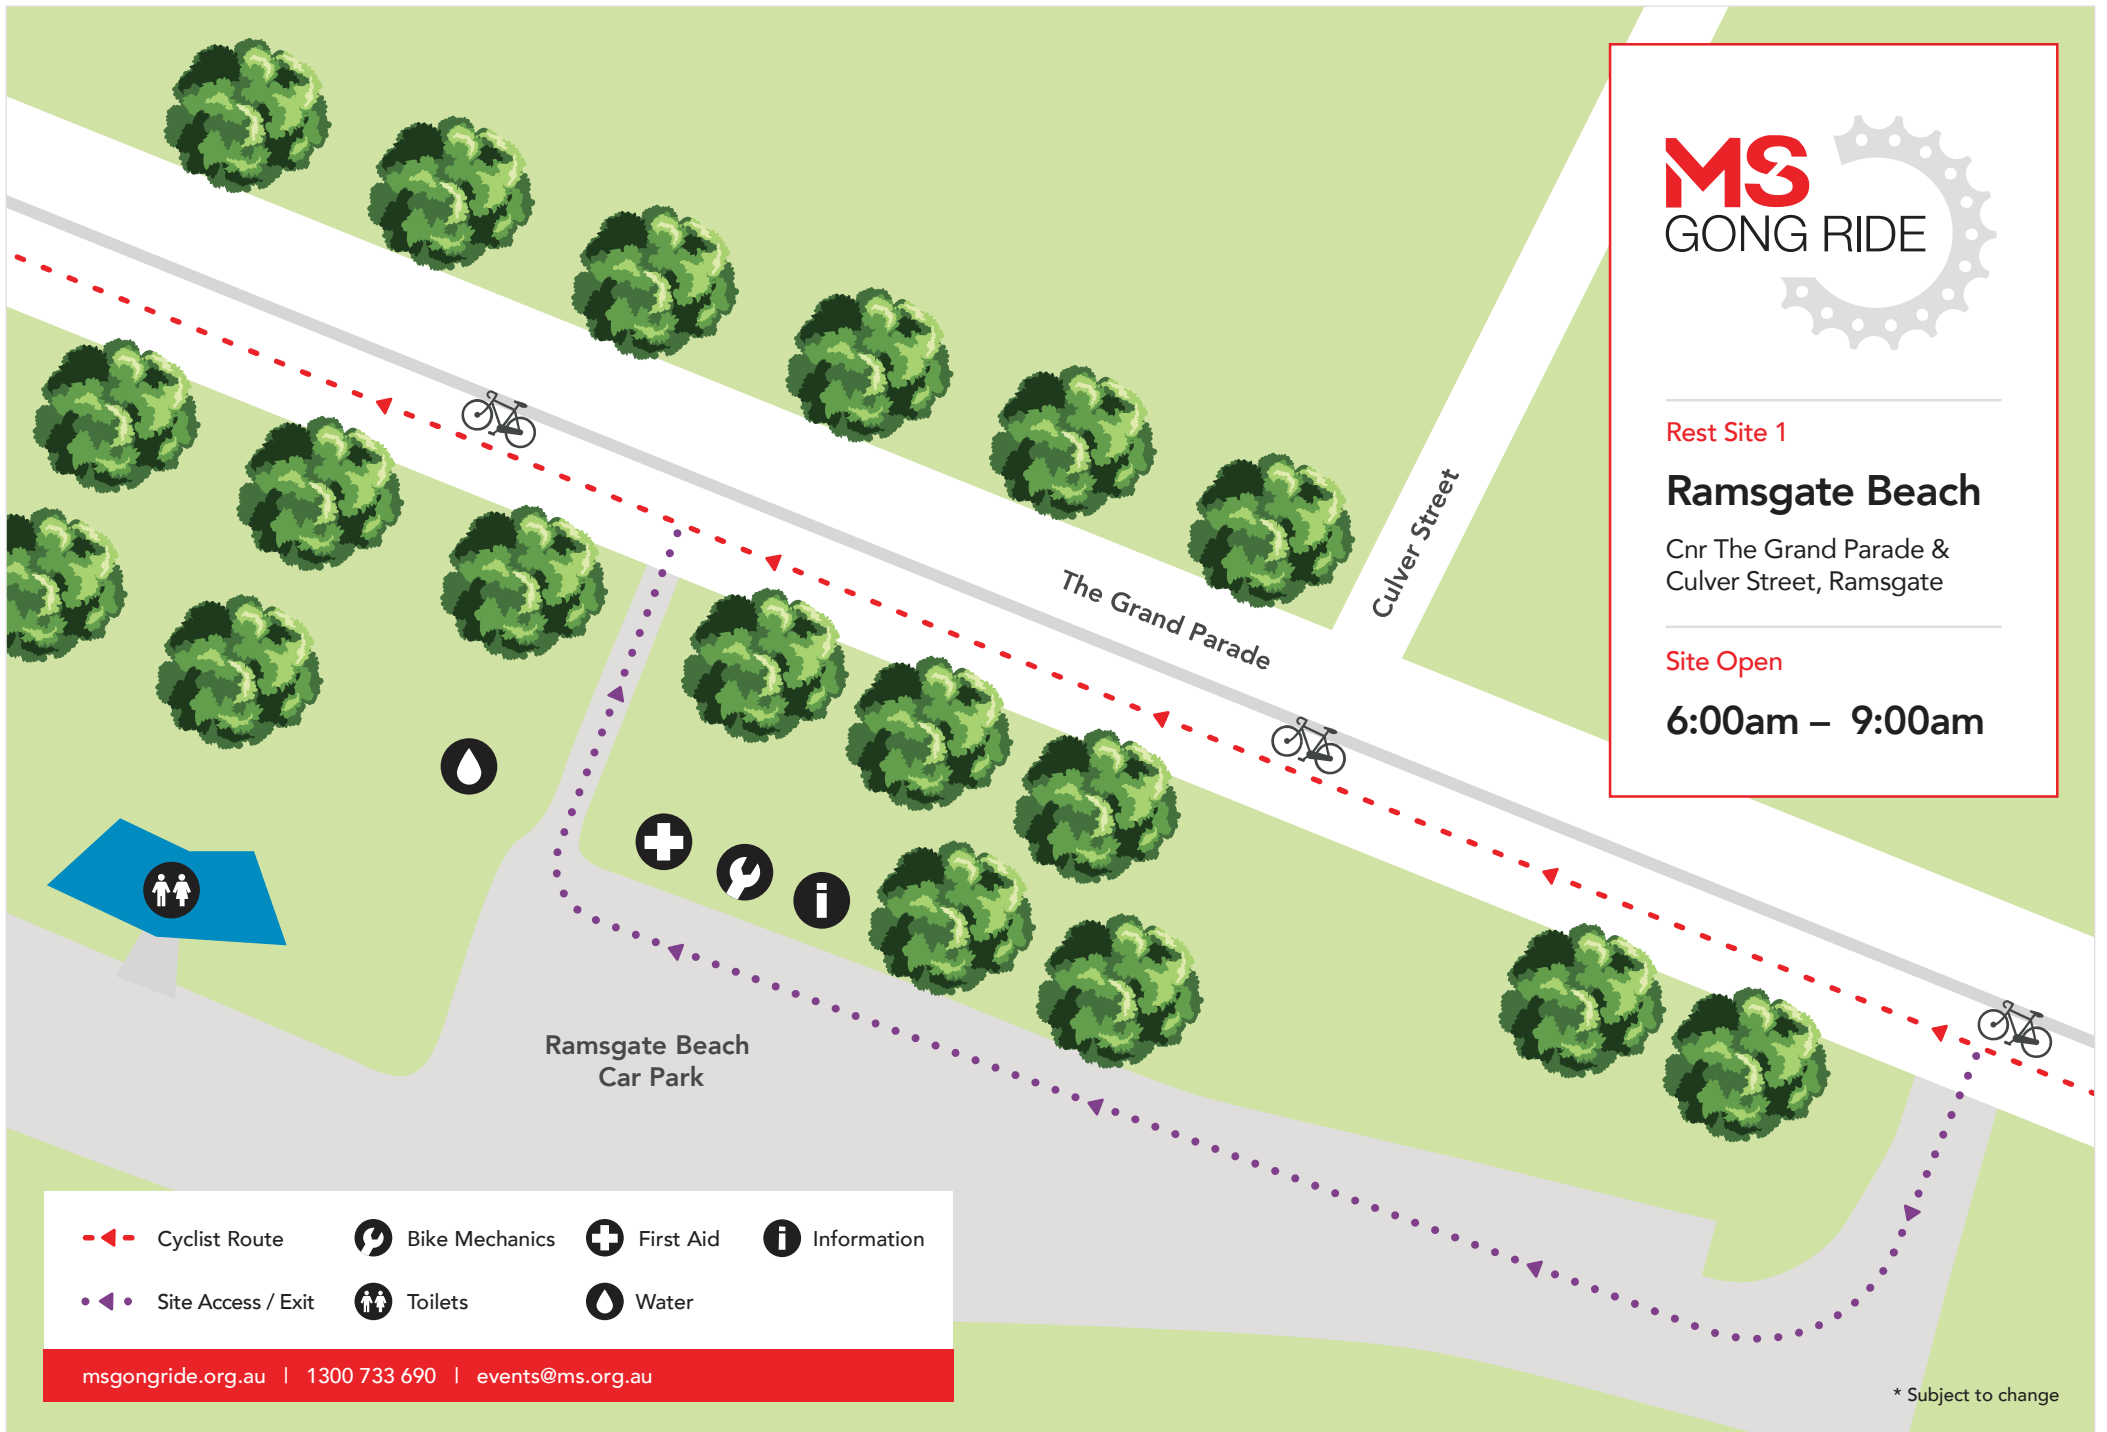 MS
GONG RIDE
Rest Site 1
Ramsgate Beach
Cnr The Grand Parade &
Culver Street, Ramsgate
Site Open
6:00am – 9:00am
Culver Street
The Grand Parade
Ramsgate Beach
Car Park
Cyclist Route
Bike Mechanics
First Aid
Information
Site Access / Exit
Toilets
Water
msgongride.org.au | 1300 733 690 | events@ms.org.au
* Subject to change